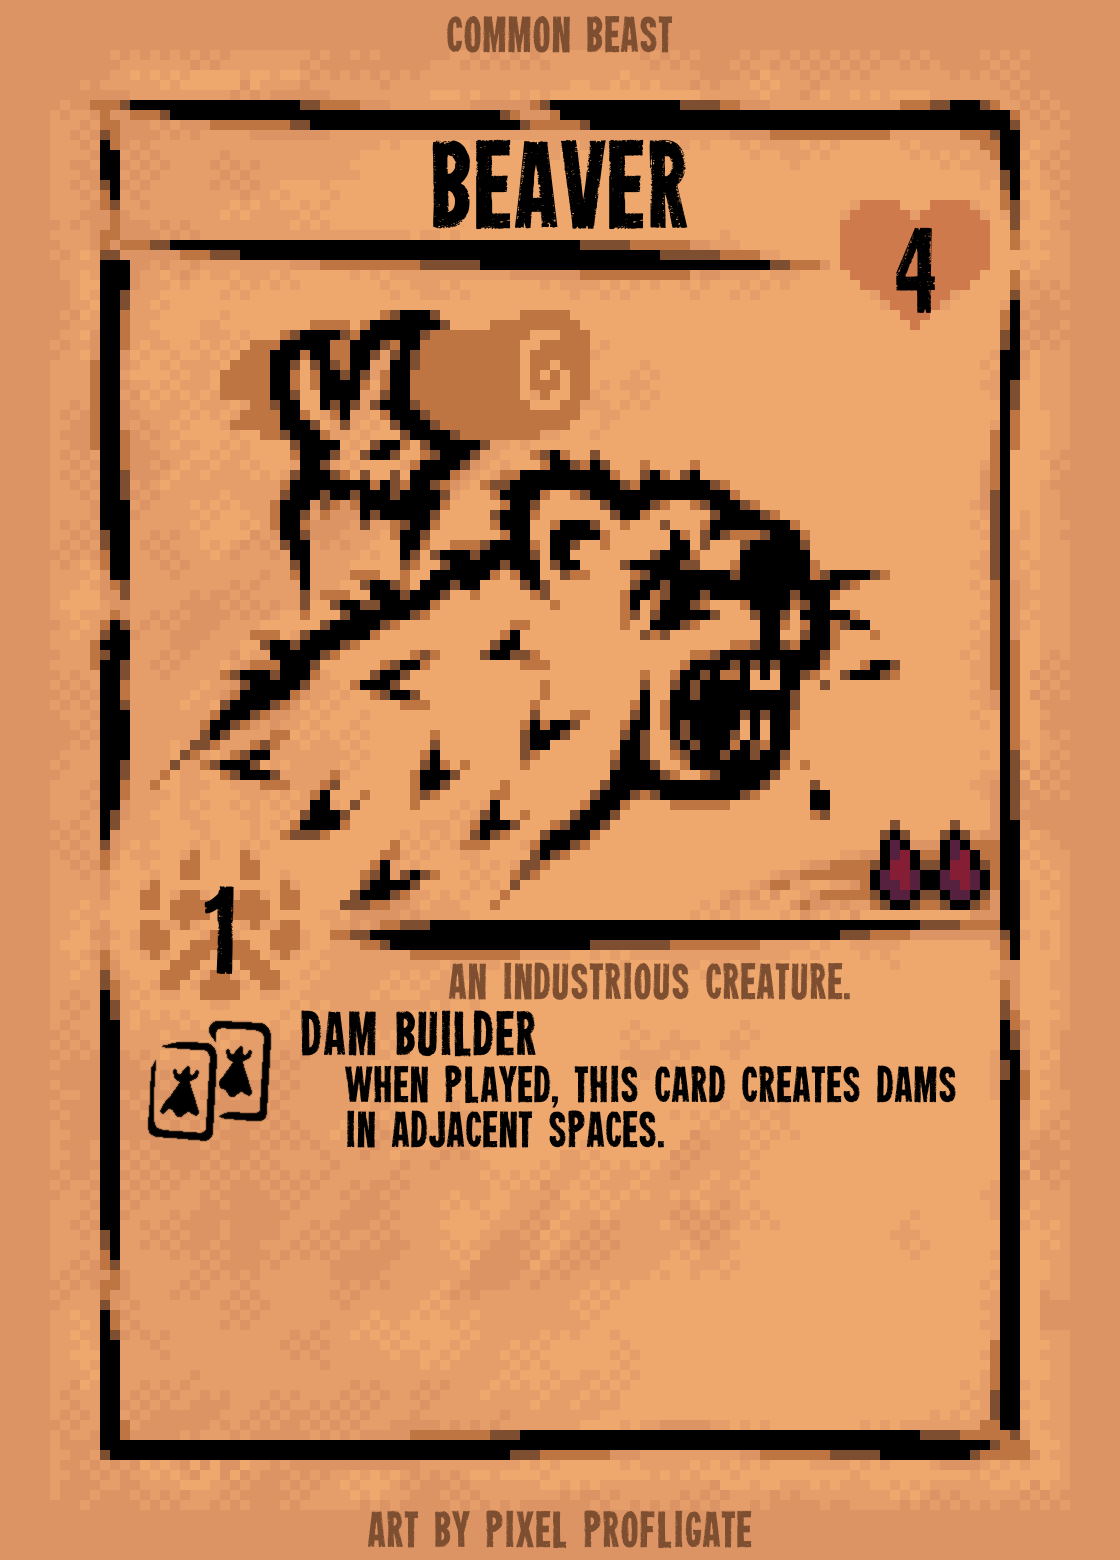 COMMON BEAST
BEAVER
4
1
AN INDUSTRIOUS CREATURE.
DAM BUILDER
WHEN PLAYED, THIS CARD CREATES DAMS
IN ADJACENT SPACES.
ART BY PIXEL PROFLIGATE